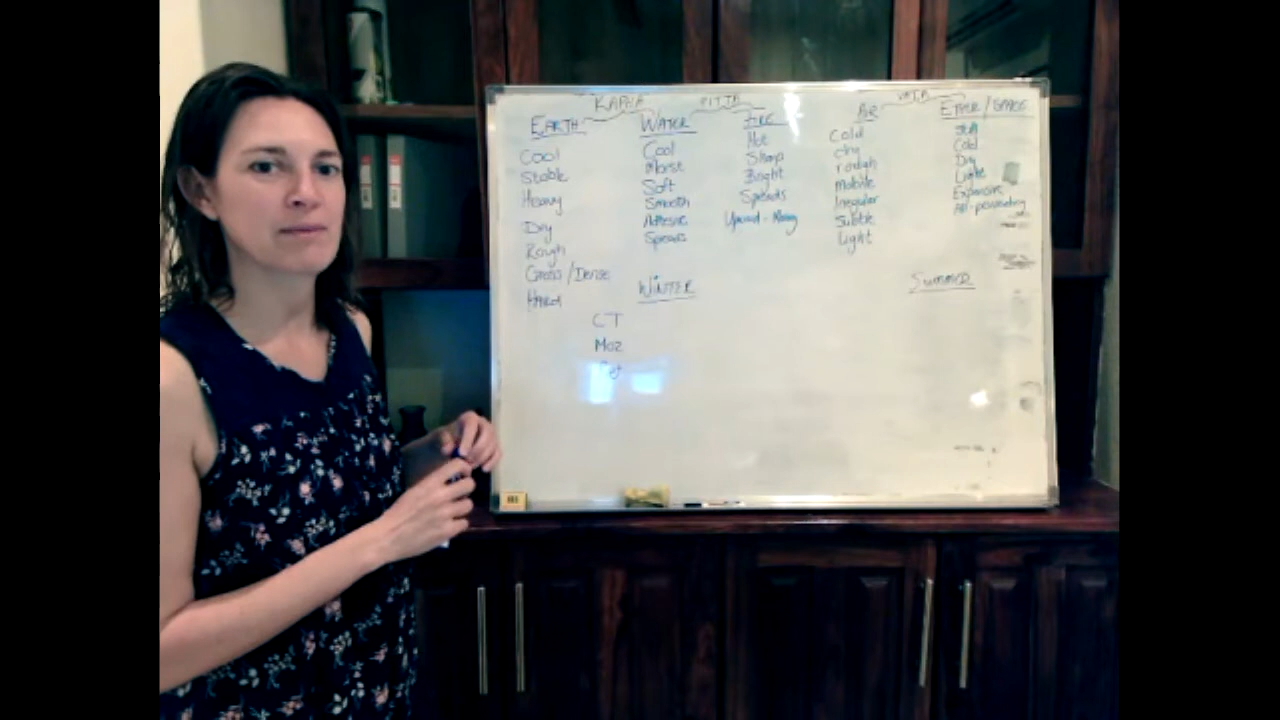 KAPHA PITTA VATA
EARTH WATER FIRE AIR ETHER/SPACE
Cool
Stable
Heavy
Dry
Rough
Gross/Dense
Hard
Cool
Moist
Soft
Smooth
Adhesive
Spreads
Hot
Sharp
Bright
Spreads
Upward-Moving
Cold
dry
rough
Mobile
Irregular
Subtle
Light
Still
Cold
Dry
Light
Expansive
All-pervading
WINTER SUMMER
CT
Moz